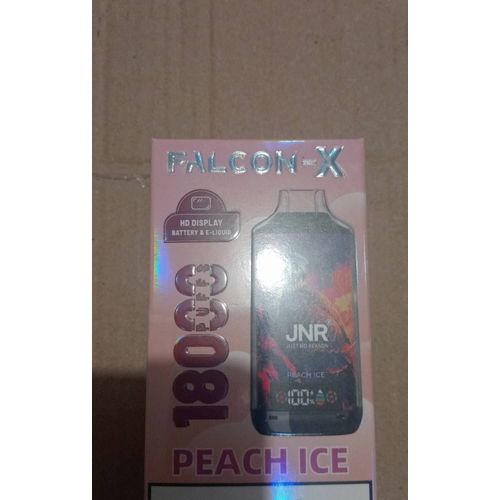 FALCON-X
HD DISPLAY
BATTERY & E-LIQUID
18000
PUFFS
JNR
JUST NO REASON
PEACH ICE
100%
PEACH ICE